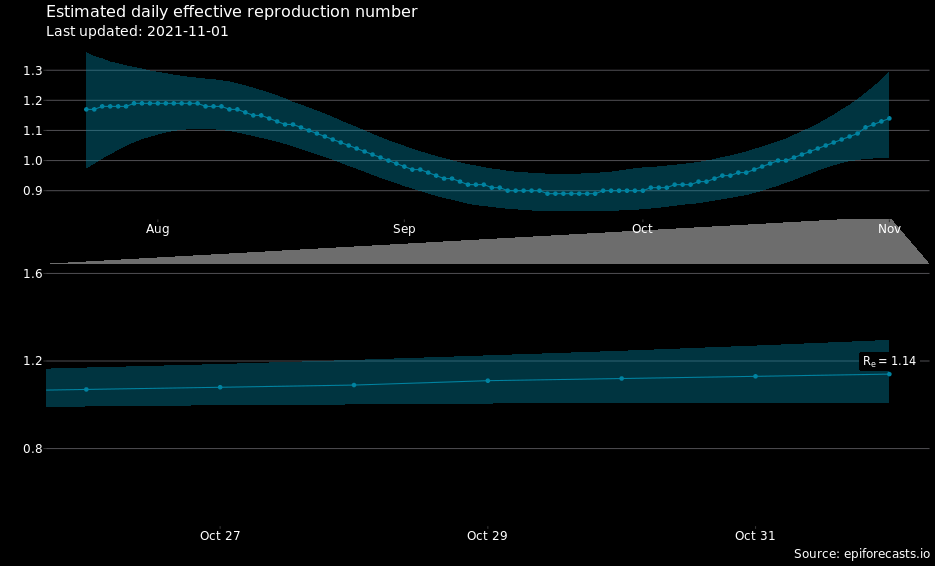 Estimated daily effective reproduction number
Last updated: 2021-11-01
1.3
1.2
1.1
1.0
0.9
Aug Sep Oct Nov
1.6
1.2
Re = 1.14
0.8
Oct 27 Oct 29 Oct 31
Source: epiforecasts.io